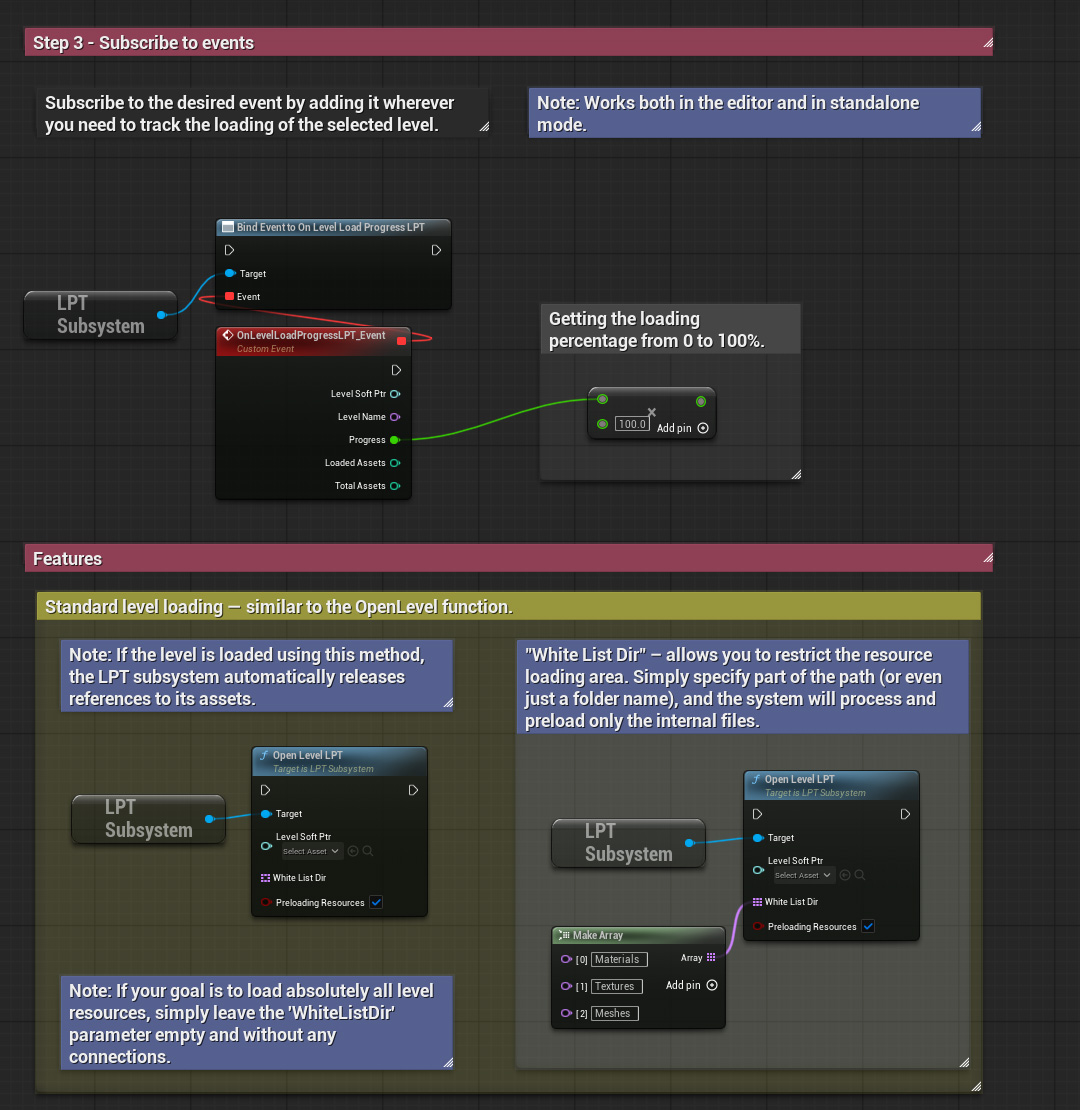 Step 3 - Subscribe to events
Subscribe to the desired event by adding it wherever
you need to track the loading of the selected level.
Note: Works both in the editor and in standalone
mode.
Bind Event to On Level Load Progress LPT
Target
Event
LPT
Subsystem
OnLevelLoadProgressLPT_Event
Custom Event
Level Soft Ptr
Level Name
Progress
Loaded Assets
Total Assets
Getting the loading
percentage from 0 to 100%.
×
100.0
Add pin
Features
Standard level loading — similar to the OpenLevel function.
Note: If the level is loaded using this method,
the LPT subsystem automatically releases
references to its assets.
LPT
Subsystem
f Open Level LPT
Target is LPT Subsystem
Target
Level Soft Ptr
Select Asset
White List Dir
Preloading Resources
Note: If your goal is to load absolutely all level
resources, simply leave the 'WhiteListDir'
parameter empty and without any
connections.
"White List Dir" – allows you to restrict the resource
loading area. Simply specify part of the path (or even
just a folder name), and the system will process and
preload only the internal files.
LPT
Subsystem
f Open Level LPT
Target is LPT Subsystem
Target
Level Soft Ptr
Select Asset
White List Dir
Preloading Resources
Make Array
[0] Materials
Array
[1] Textures
Add pin
[2] Meshes